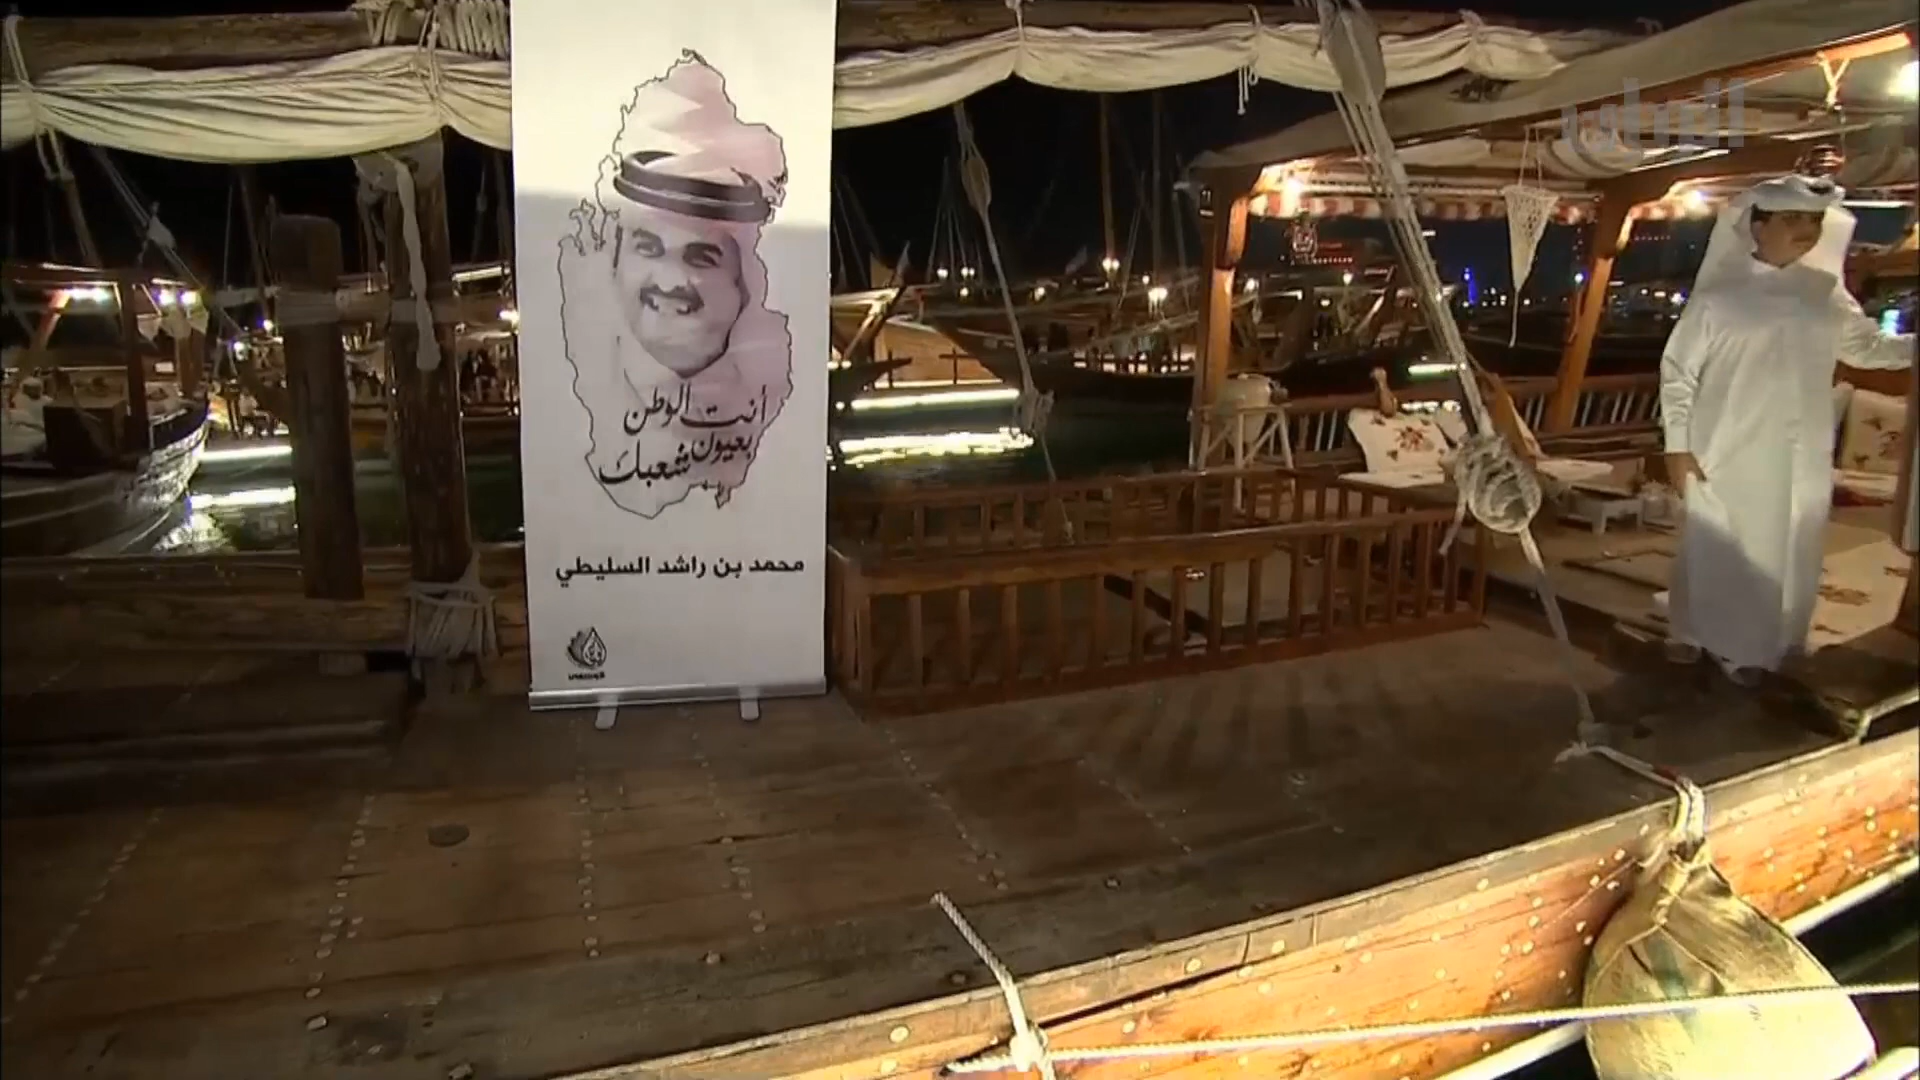 أنت الوطن
بعيون شعبك
محمد بن راشد السليطي